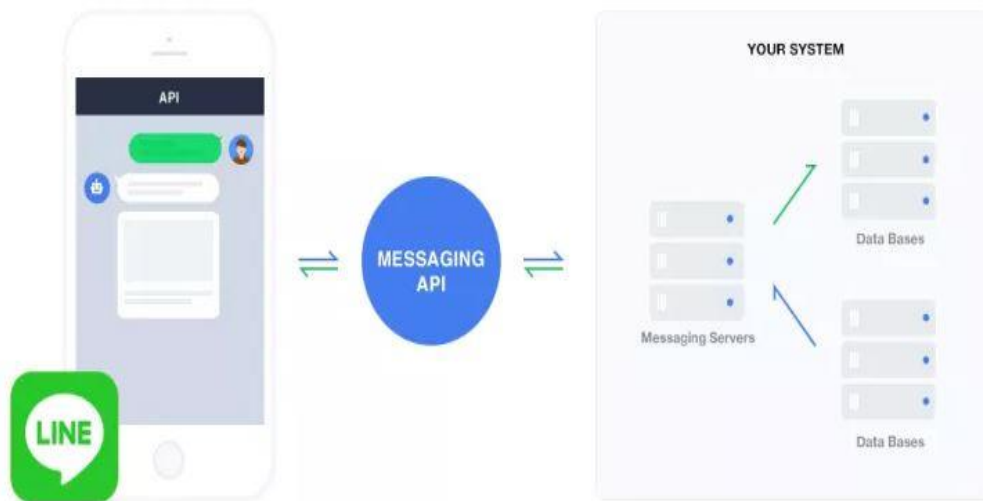 API
LINE
MESSAGING
API
YOUR SYSTEM
Messaging Servers
Data Bases
Data Bases